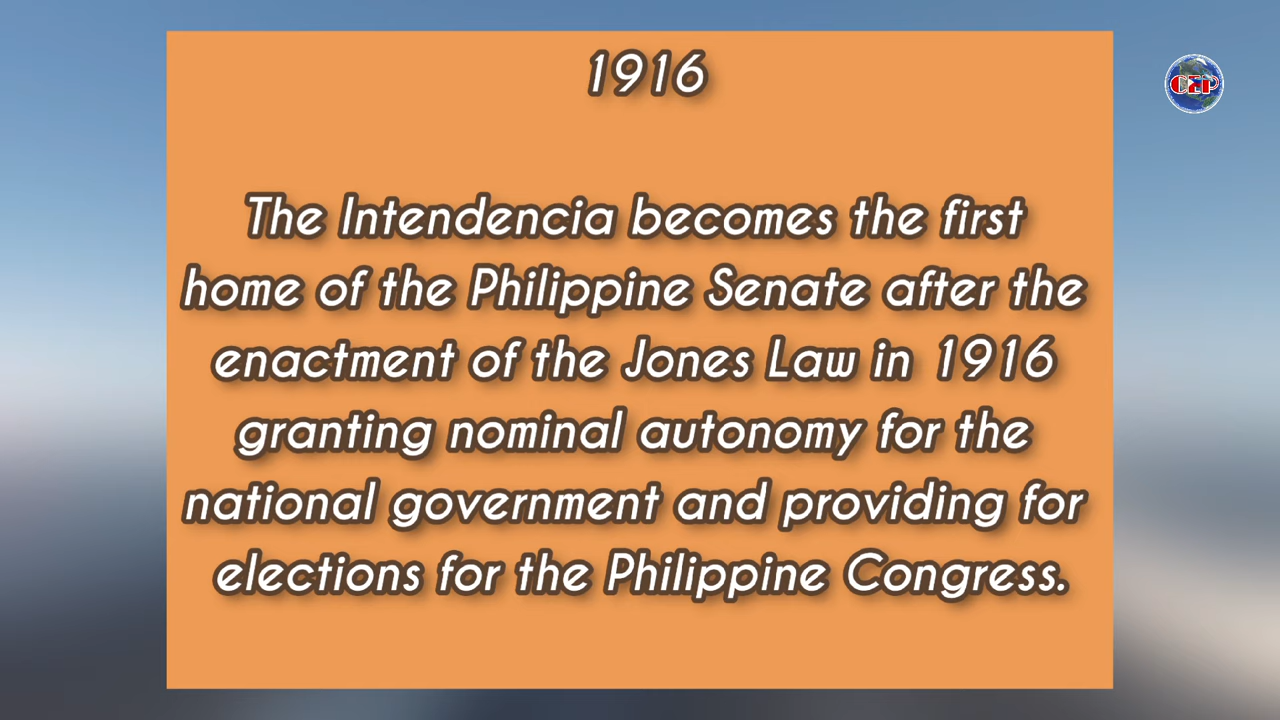 1916
CEP
The Intendencia becomes the first
home of the Philippine Senate after the
enactment of the Jones Law in 1916
granting nominal autonomy for the
national government and providing for
elections for the Philippine Congress.